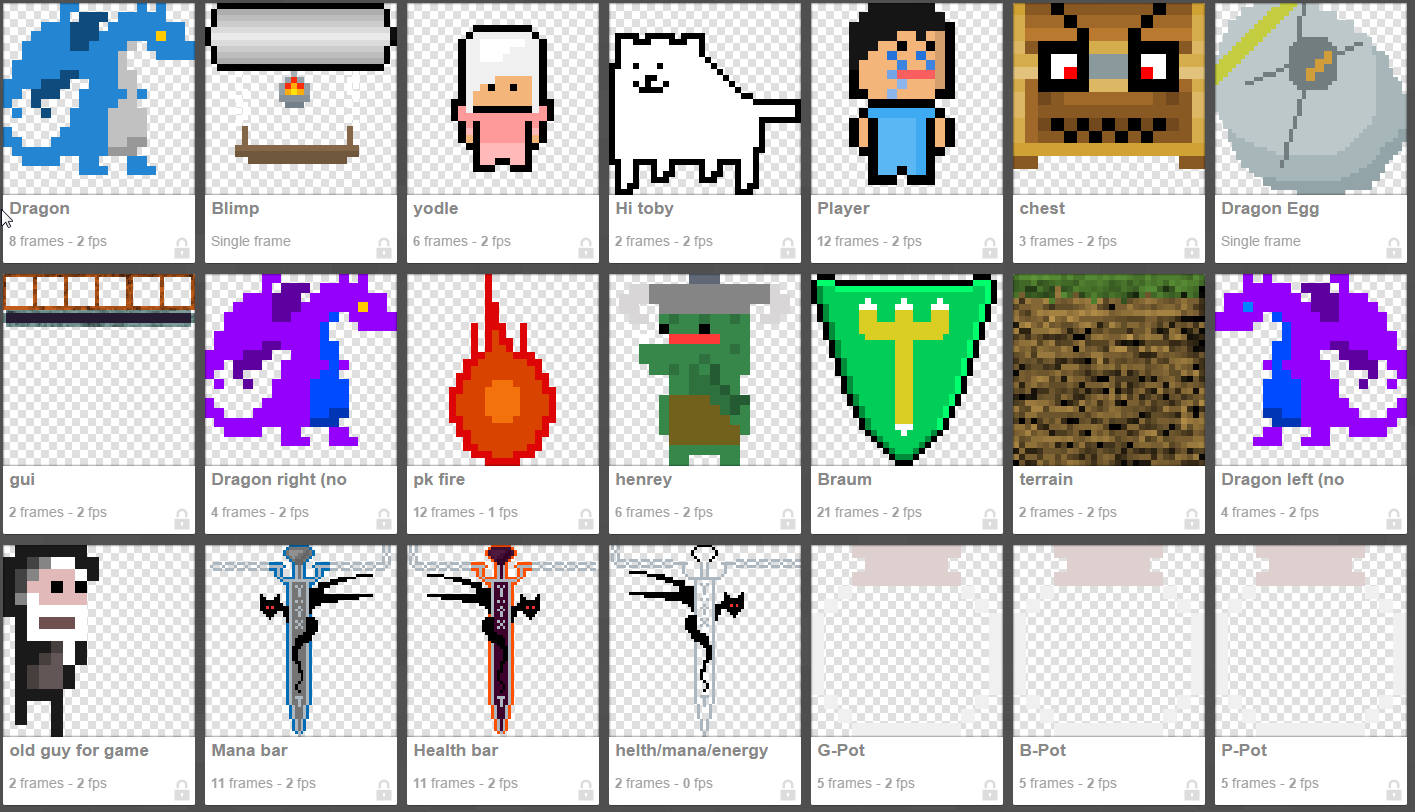 Dragon
8 frames - 2 fps
Blimp
Single frame
yodle
6 frames - 2 fps
Hi toby
2 frames - 2 fps
Player
12 frames - 2 fps
chest
3 frames - 2 fps
Dragon Egg
Single frame
gui
2 frames - 2 fps
Dragon right (no
4 frames - 2 fps
pk fire
12 frames - 1 fps
henrey
6 frames - 2 fps
Braum
21 frames - 2 fps
terrain
2 frames - 2 fps
Dragon left (no
4 frames - 2 fps
old guy for game
2 frames - 2 fps
Mana bar
11 frames - 2 fps
Health bar
11 frames - 2 fps
helth/mana/energy
2 frames - 0 fps
G-Pot
5 frames - 2 fps
B-Pot
5 frames - 2 fps
P-Pot
5 frames - 2 fps